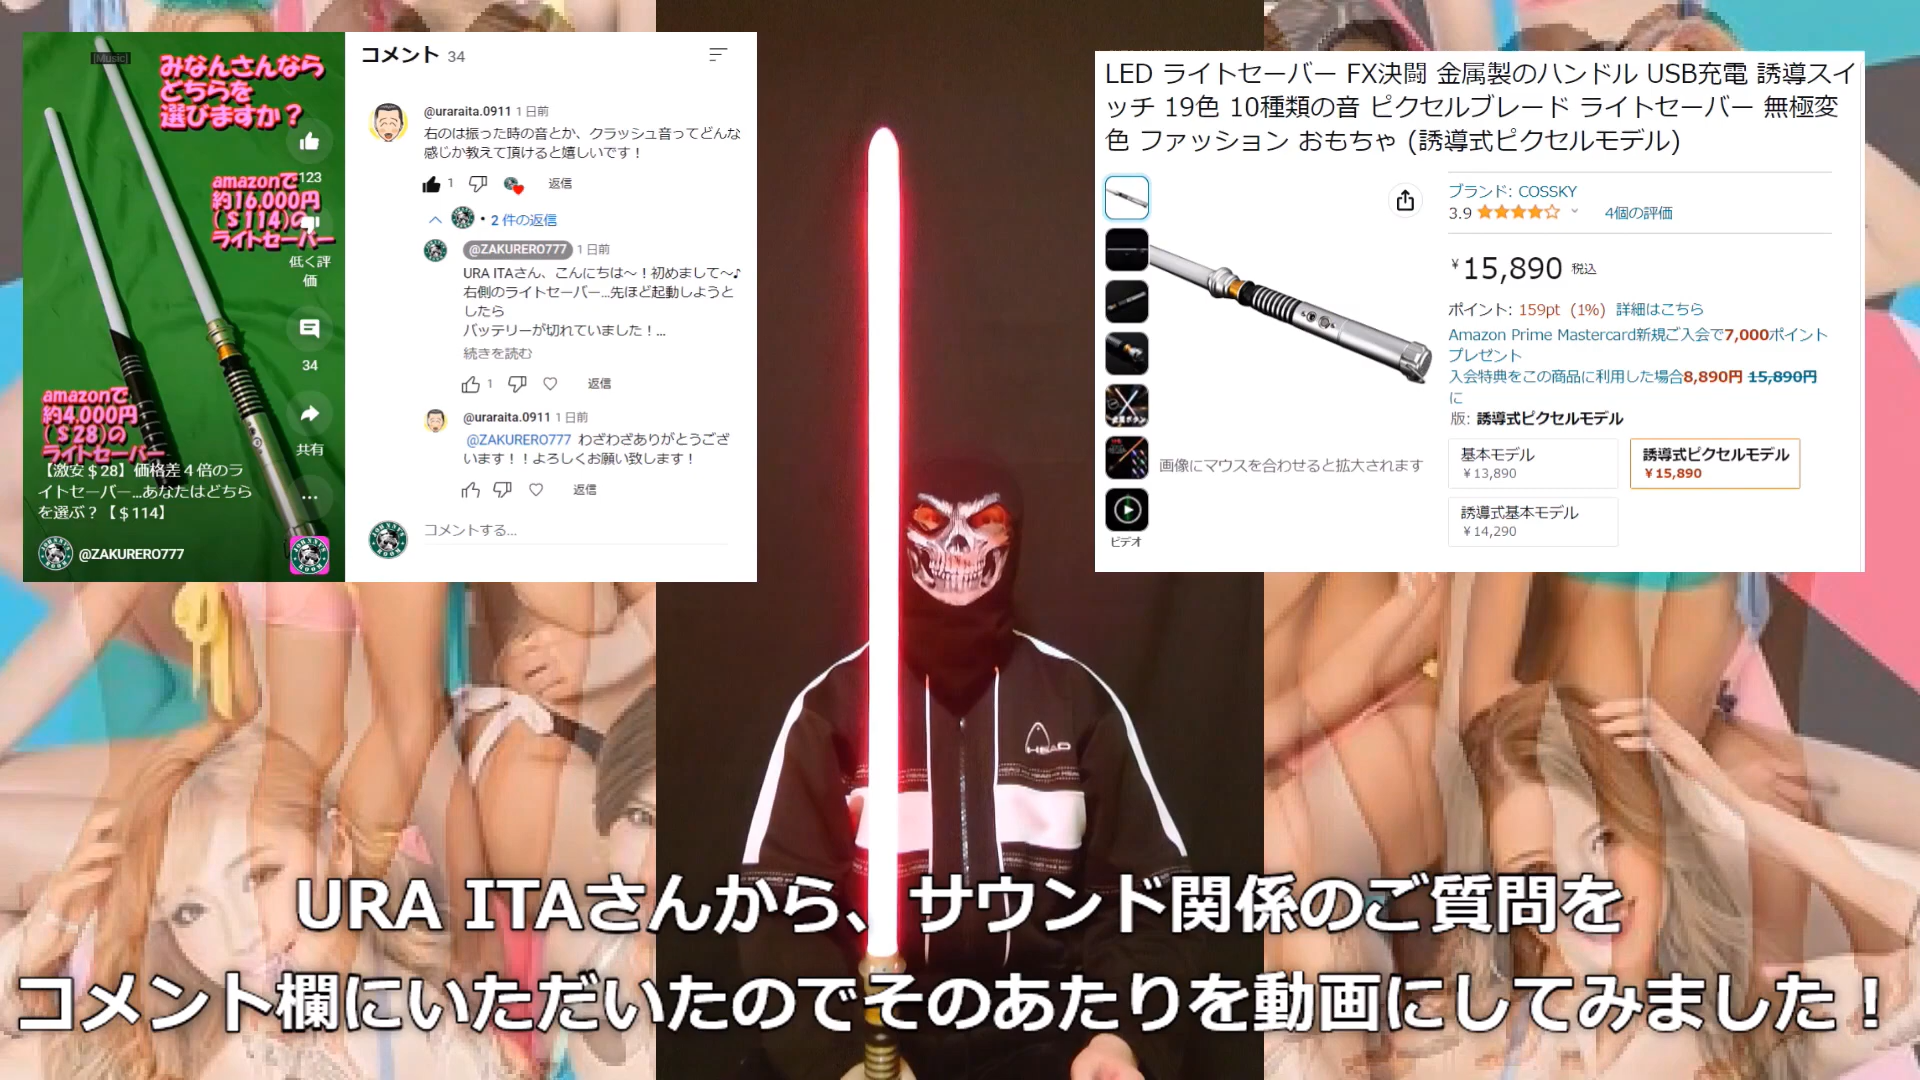 [Music]
みなんさんなら
どちらを
選びますか？
123
amazonで
約16,000円
(＄114)の
ライトセーバー
低く評
価
34
共有
amazonで
約4,000円
(＄28)の
ライトセーバー
【激安＄28】価格差４倍のラ
イトセーバー...あなたはどちら
を選ぶ？【＄114】
@ZAKURERO777
コメント 34
@uraraita.0911 1 日前
右のは振った時の音とか、クラッシュ音ってどんな
感じか教えて頂けると嬉しいです！
1 返信
2 件の返信
@ZAKURERO777 1 日前
URA ITAさん、こんにちは〜！初めまして〜♪
右側のライトセーバー...先ほど起動しようと
したら
バッテリーが切れていました！...
続きを読む
1 返信
@uraraita.0911 1 日前
@ZAKURERO777 わざわざありがとうござ
います！！よろしくお願い致します！
返信
コメントする...
LED ライトセーバー FX決闘 金属製のハンドル USB充電 誘導スイ
ッチ 19色 10種類の音 ピクセルブレード ライトセーバー 無極変
色 ファッション おもちゃ (誘導式ピクセルモデル)
ブランド: COSSKY
3.9 4個の評価
￥15,890 税込
ポイント: 159pt (1%) 詳細はこちら
Amazon Prime Mastercard新規ご入会で7,000ポイント
プレゼント
入会特典をこの商品に利用した場合8,890円 15,890円
に
版: 誘導式ピクセルモデル
基本モデル
￥13,890
誘導式ピクセルモデル
￥15,890
誘導式基本モデル
￥14,290
画像にマウスを合わせると拡大されます
ビデオ
HEAD
URA ITAさんから、サウンド関係のご質問を
コメント欄にいただいたのでそのあたりを動画にしてみました！